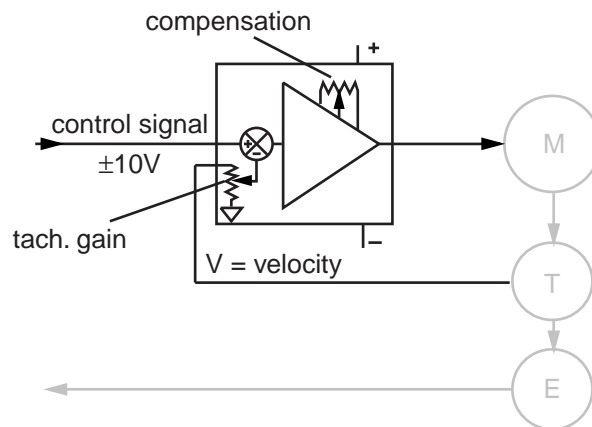 compensation
+
control signal
+
−
M
±10V
tach. gain
−
V = velocity
T
E